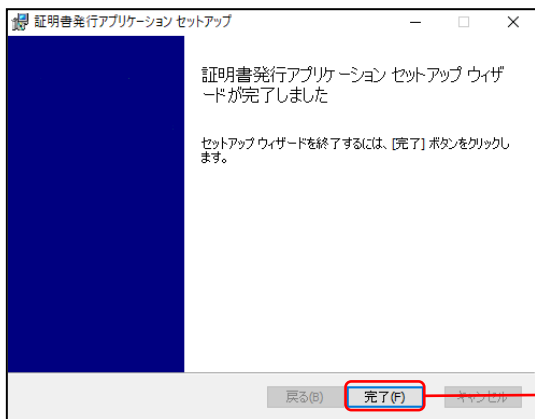 証明書発行アプリケーション セットアップ
証明書発行アプリケーション セットアップ ウィザ
ードが完了しました
セットアップ ウィザードを終了するには、[完了] ボタンをクリックし
ます。
戻る(B) 完了(F) キャンセル